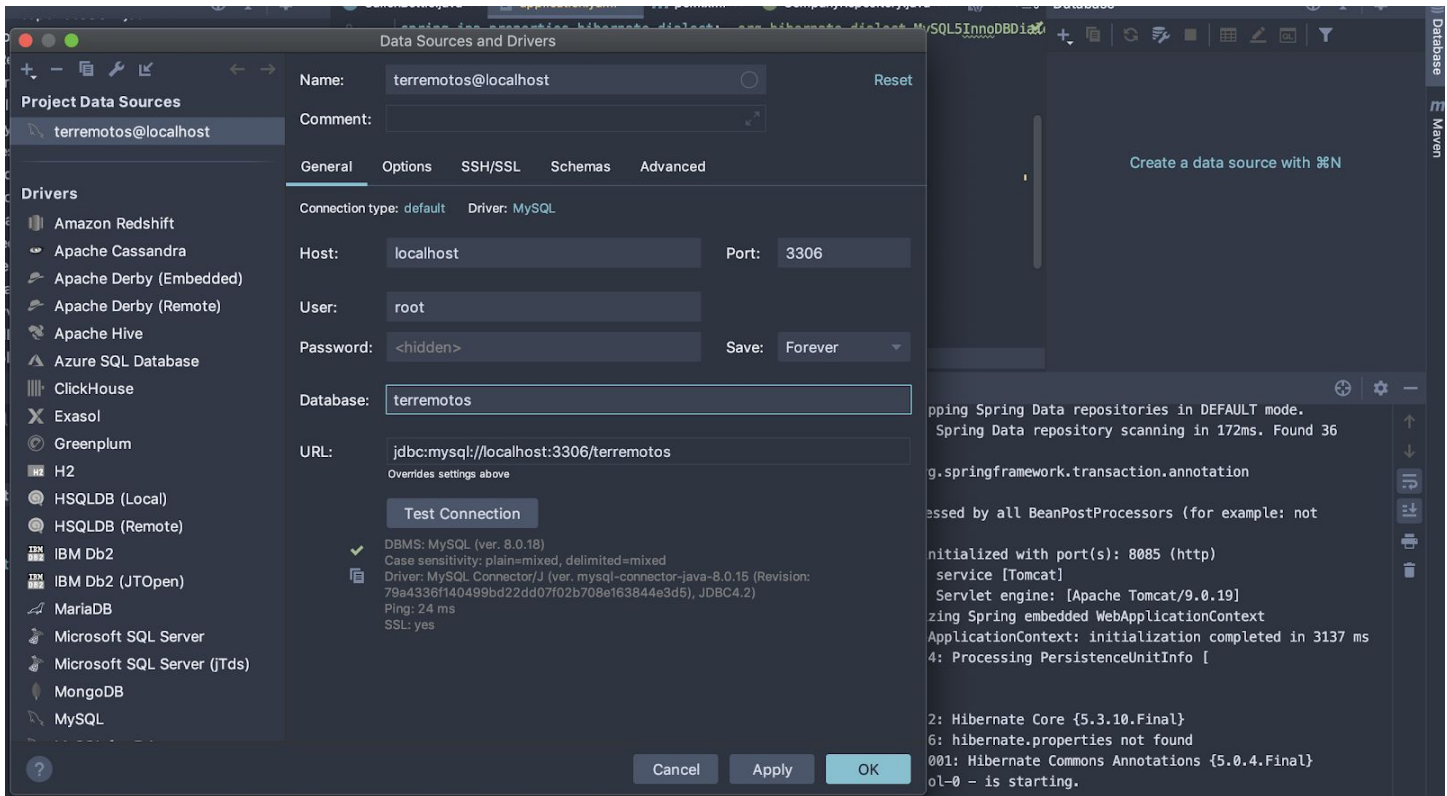 spring.jpa.properties.hibernate.dialect: org.hibernate.dialect.MySQL5InnoDBDiale
Database
Data Sources and Drivers
Project Data Sources
terremotos@localhost
Drivers
Amazon Redshift
Apache Cassandra
Apache Derby (Embedded)
Apache Derby (Remote)
Apache Hive
Azure SQL Database
ClickHouse
Exasol
Greenplum
H2
HSQLDB (Local)
HSQLDB (Remote)
IBM Db2
IBM Db2 (JTOpen)
MariaDB
Microsoft SQL Server
Microsoft SQL Server (jTds)
MongoDB
MySQL
Name: terremotos@localhost Reset
Comment:
General Options SSH/SSL Schemas Advanced
Connection type: default Driver: MySQL
Host: localhost Port: 3306
User: root
Password: <hidden> Save: Forever
Database: terremotos
URL: jdbc:mysql://localhost:3306/terremotos
Overrides settings above
Test Connection
DBMS: MySQL (ver. 8.0.18)
Case sensitivity: plain=mixed, delimited=mixed
Driver: MySQL Connector/J (ver. mysql-connector-java-8.0.15 (Revision:
79a4336f140499bd22dd07f02b708e163844e3d5), JDBC4.2)
Ping: 24 ms
SSL: yes
Cancel Apply OK
Create a data source with ⌘N
Database
Maven
pping Spring Data repositories in DEFAULT mode.
Spring Data repository scanning in 172ms. Found 36
g.springframework.transaction.annotation
essed by all BeanPostProcessors (for example: not
nitialized with port(s): 8085 (http)
service [Tomcat]
Servlet engine: [Apache Tomcat/9.0.19]
zing Spring embedded WebApplicationContext
ApplicationContext: initialization completed in 3137 ms
4: Processing PersistenceUnitInfo [
2: Hibernate Core {5.3.10.Final}
6: hibernate.properties not found
001: Hibernate Commons Annotations {5.0.4.Final}
ol-0 - is starting.